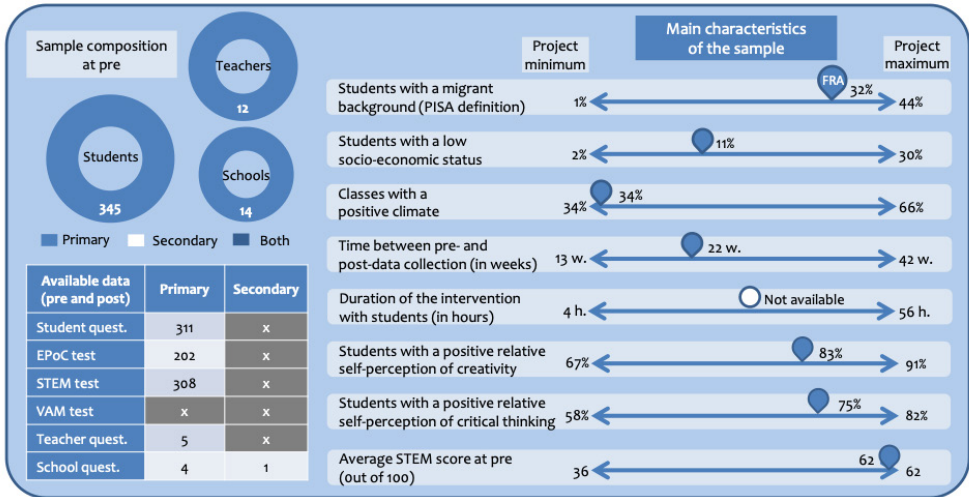 Sample composition
at pre
Teachers
12
Students
345
Schools
14
Primary
Secondary
Both
Available data
(pre and post)
Primary
Secondary
Student quest.
311
x
EPoC test
202
x
STEM test
308
x
VAM test
x
x
Teacher quest.
5
x
School quest.
4
1
Main characteristics
of the sample
Project
minimum
Project
maximum
Students with a migrant
background (PISA definition)
1%
FRA
32%
44%
Students with a low
socio-economic status
2%
11%
30%
Classes with a
positive climate
34%
34%
66%
Time between pre- and
post-data collection (in weeks)
13 w.
22 w.
42 w.
Duration of the intervention
with students (in hours)
4 h.
Not available
56 h.
Students with a positive relative
self-perception of creativity
67%
83%
91%
Students with a positive relative
self-perception of critical thinking
58%
75%
82%
Average STEM score at pre
(out of 100)
36
62
62